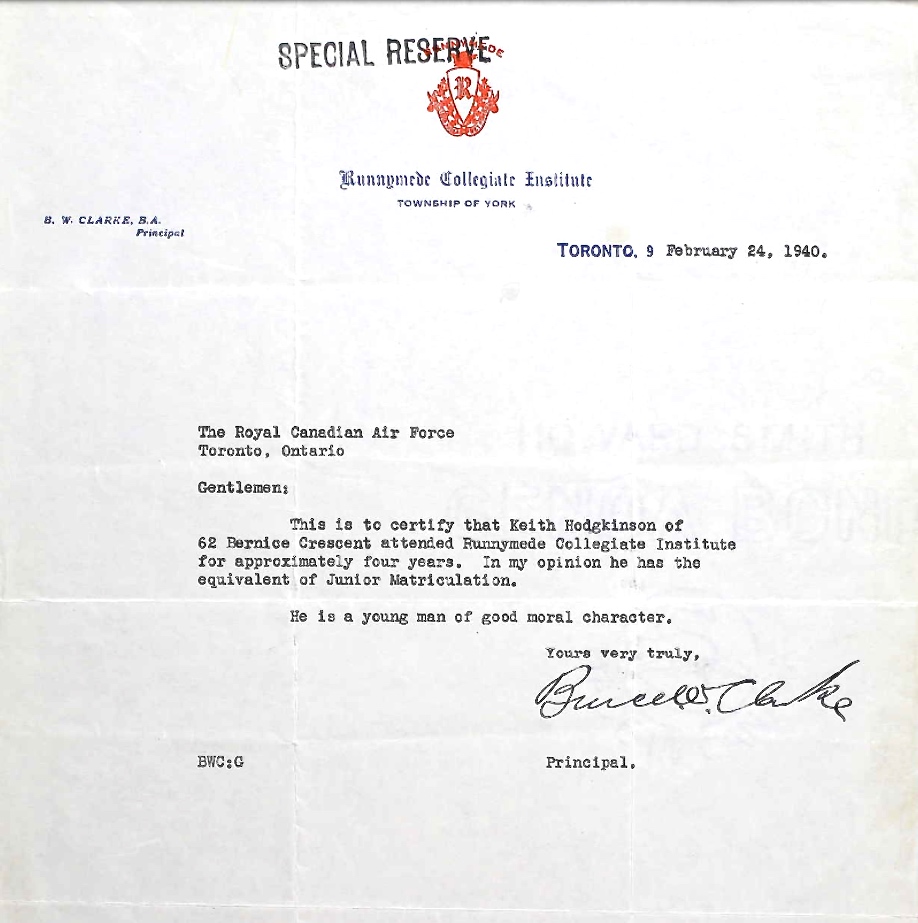 SPECIAL RESERVE
RUNNYMEDE
R
Runnymede Collegiate Institute
TOWNSHIP OF YORK
B. W. CLARKE, B.A.
Principal
TORONTO. 9 February 24, 1940.
The Royal Canadian Air Force
Toronto, Ontario
Gentlemen:
This is to certify that Keith Hodgkinson of
62 Bernice Crescent attended Runnymede Collegiate Institute
for approximately four years. In my opinion he has the
equivalent of Junior Matriculation.
He is a young man of good moral character.
Yours very truly,
Bruce W. Clarke
BWC:G
Principal.